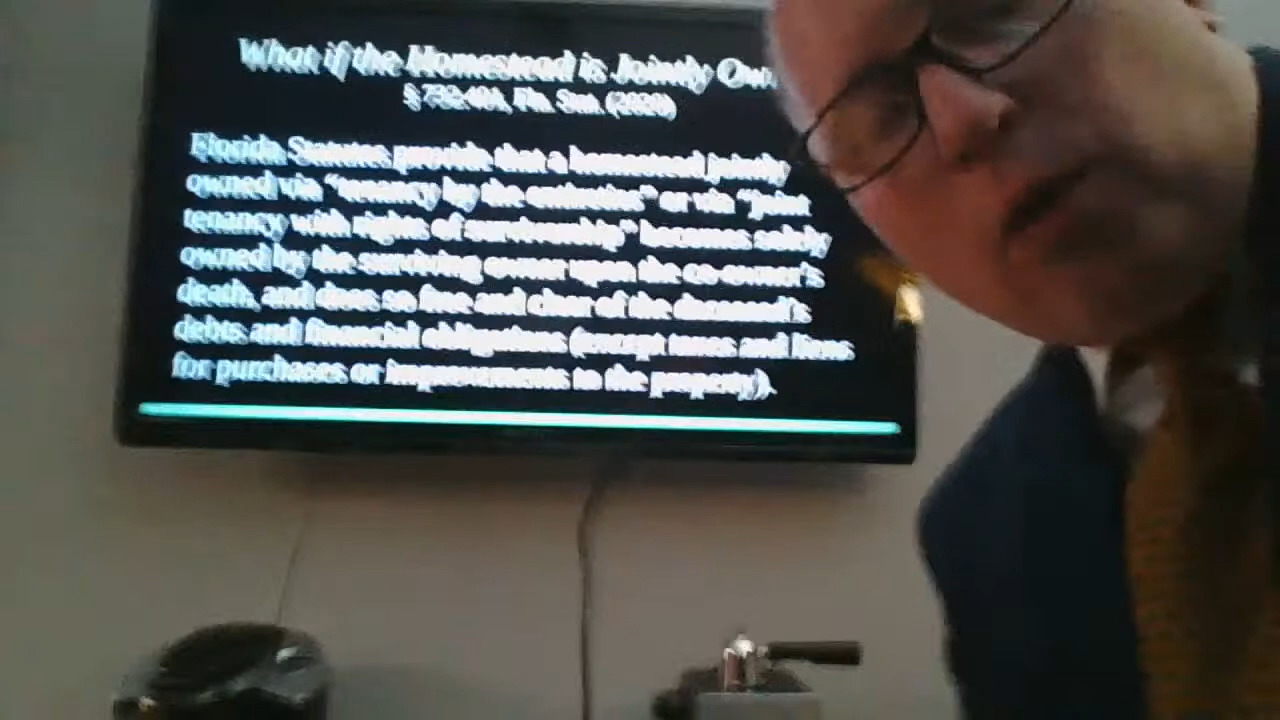 What if the Homestead is Jointly Ow
§ 732.401, Fla. Stat. (2020)
Florida Statutes provide that a homestead jointly
owned via "tenancy by the entireties" or via "joint
tenancy with rights of survivorship" becomes solely
owned by the surviving owner upon the co-owner's
death, and does so free and clear of the deceased's
debts and financial obligations (except taxes and liens
for purchases or improvements to the property).